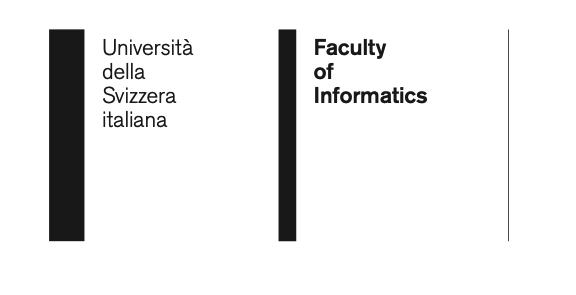 Università
della
Svizzera
italiana
Faculty
of
Informatics